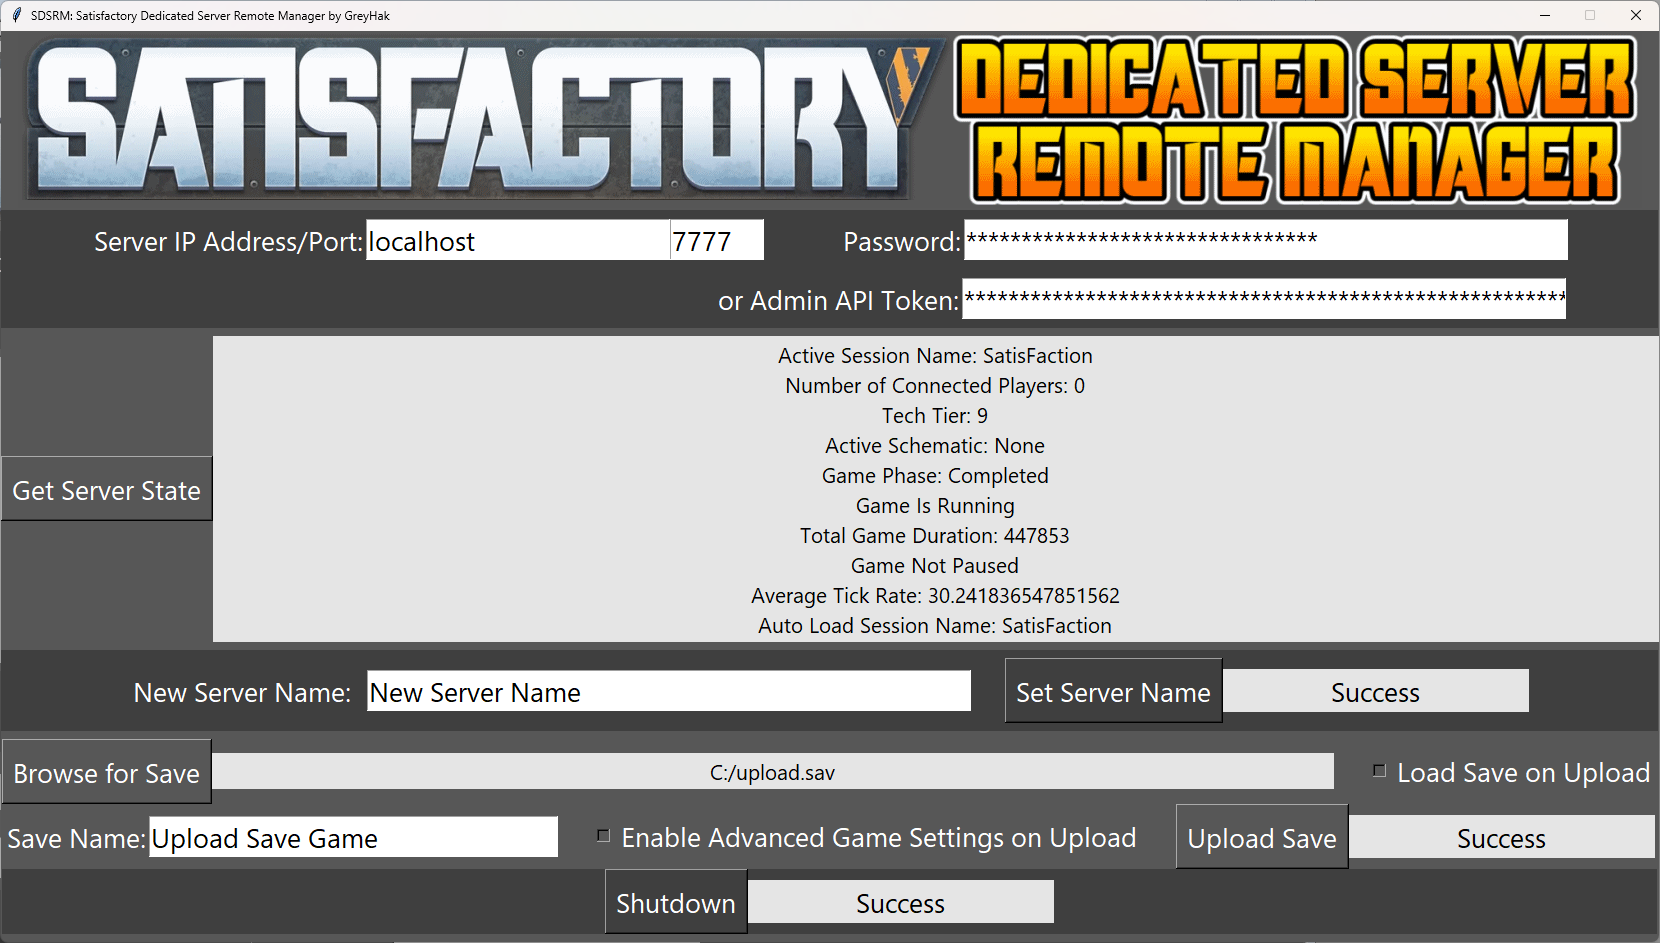 SDSRM: Satisfactory Dedicated Server Remote Manager by GreyHak
SATISFACTORY
DEDICATED SERVER
REMOTE MANAGER
Server IP Address/Port: localhost 7777 Password: ********************************
or Admin API Token: *******************************************************
Active Session Name: SatisFaction
Number of Connected Players: 0
Tech Tier: 9
Active Schematic: None
Game Phase: Completed
Game Is Running
Get Server State
Total Game Duration: 447853
Game Not Paused
Average Tick Rate: 30.241836547851562
Auto Load Session Name: SatisFaction
New Server Name: New Server Name Set Server Name Success
Browse for Save C:/upload.sav Load Save on Upload
Save Name: Upload Save Game Enable Advanced Game Settings on Upload Upload Save Success
Shutdown Success